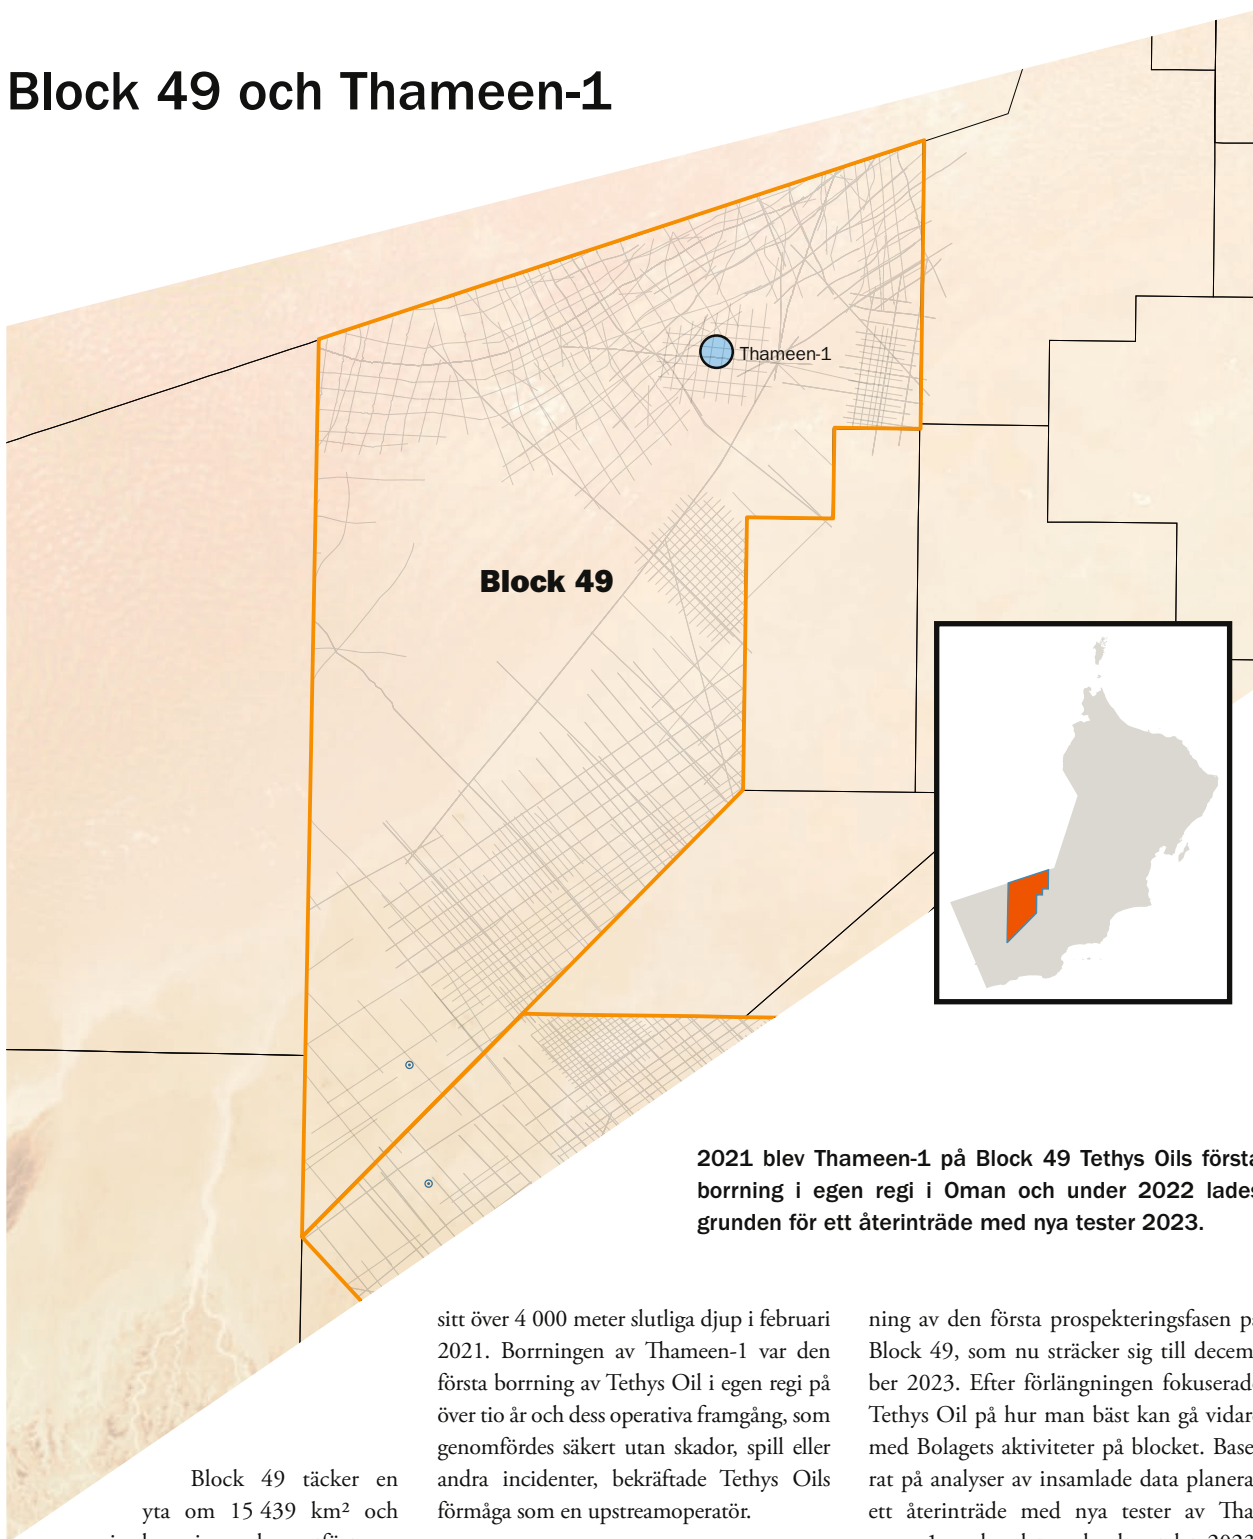 Block 49 och Thameen-1
Thameen-1
Block 49
2021 blev Thameen-1 på Block 49 Tethys Oils första
borrning i egen regi i Oman och under 2022 lades
grunden för ett återinträde med nya tester 2023.
Block 49 täcker en
yta om 15 439 km² och
sitt över 4 000 meter slutliga djup i februari
2021. Borrningen av Thameen-1 var den
första borrning av Tethys Oil i egen regi på
över tio år och dess operativa framgång, som
genomfördes säkert utan skador, spill eller
andra incidenter, bekräftade Tethys Oils
förmåga som en upstreamoperatör.
ning av den första prospekteringsfasen på
Block 49, som nu sträcker sig till decem
ber 2023. Efter förlängningen fokuserade
Tethys Oil på hur man bäst kan gå vidare
med Bolagets aktiviteter på blocket. Base
rat på analyser av insamlade data planera
ett återinträde med nya tester av Tha